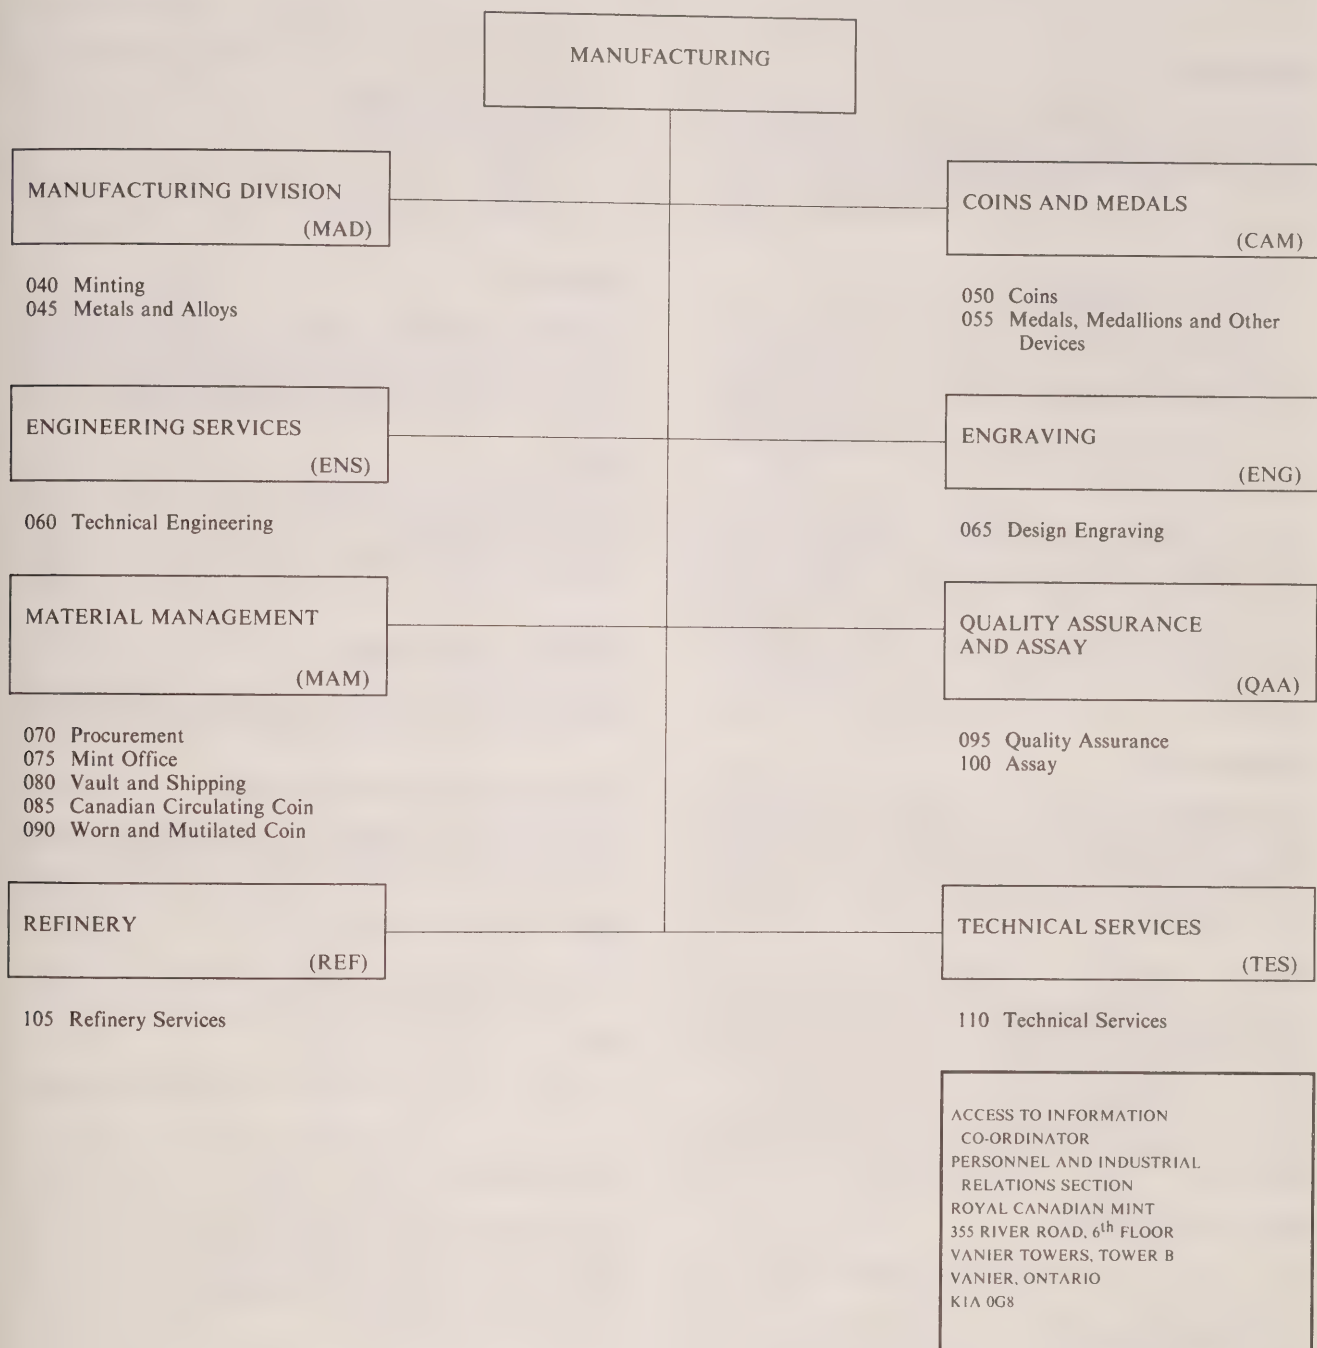 MANUFACTURING
MANUFACTURING DIVISION
(MAD)
040 Minting
045 Metals and Alloys
COINS AND MEDALS
(CAM)
050 Coins
055 Medals, Medallions and Other
Devices
ENGINEERING SERVICES
(ENS)
060 Technical Engineering
ENGRAVING
(ENG)
065 Design Engraving
MATERIAL MANAGEMENT
(MAM)
070 Procurement
075 Mint Office
080 Vault and Shipping
085 Canadian Circulating Coin
090 Worn and Mutilated Coin
QUALITY ASSURANCE
AND ASSAY
(QAA)
095 Quality Assurance
100 Assay
REFINERY
(REF)
105 Refinery Services
TECHNICAL SERVICES
(TES)
110 Technical Services
ACCESS TO INFORMATION
CO-ORDINATOR
PERSONNEL AND INDUSTRIAL
RELATIONS SECTION
ROYAL CANADIAN MINT
355 RIVER ROAD, 6th FLOOR
VANIER TOWERS, TOWER B
VANIER, ONTARIO
K1A 0G8